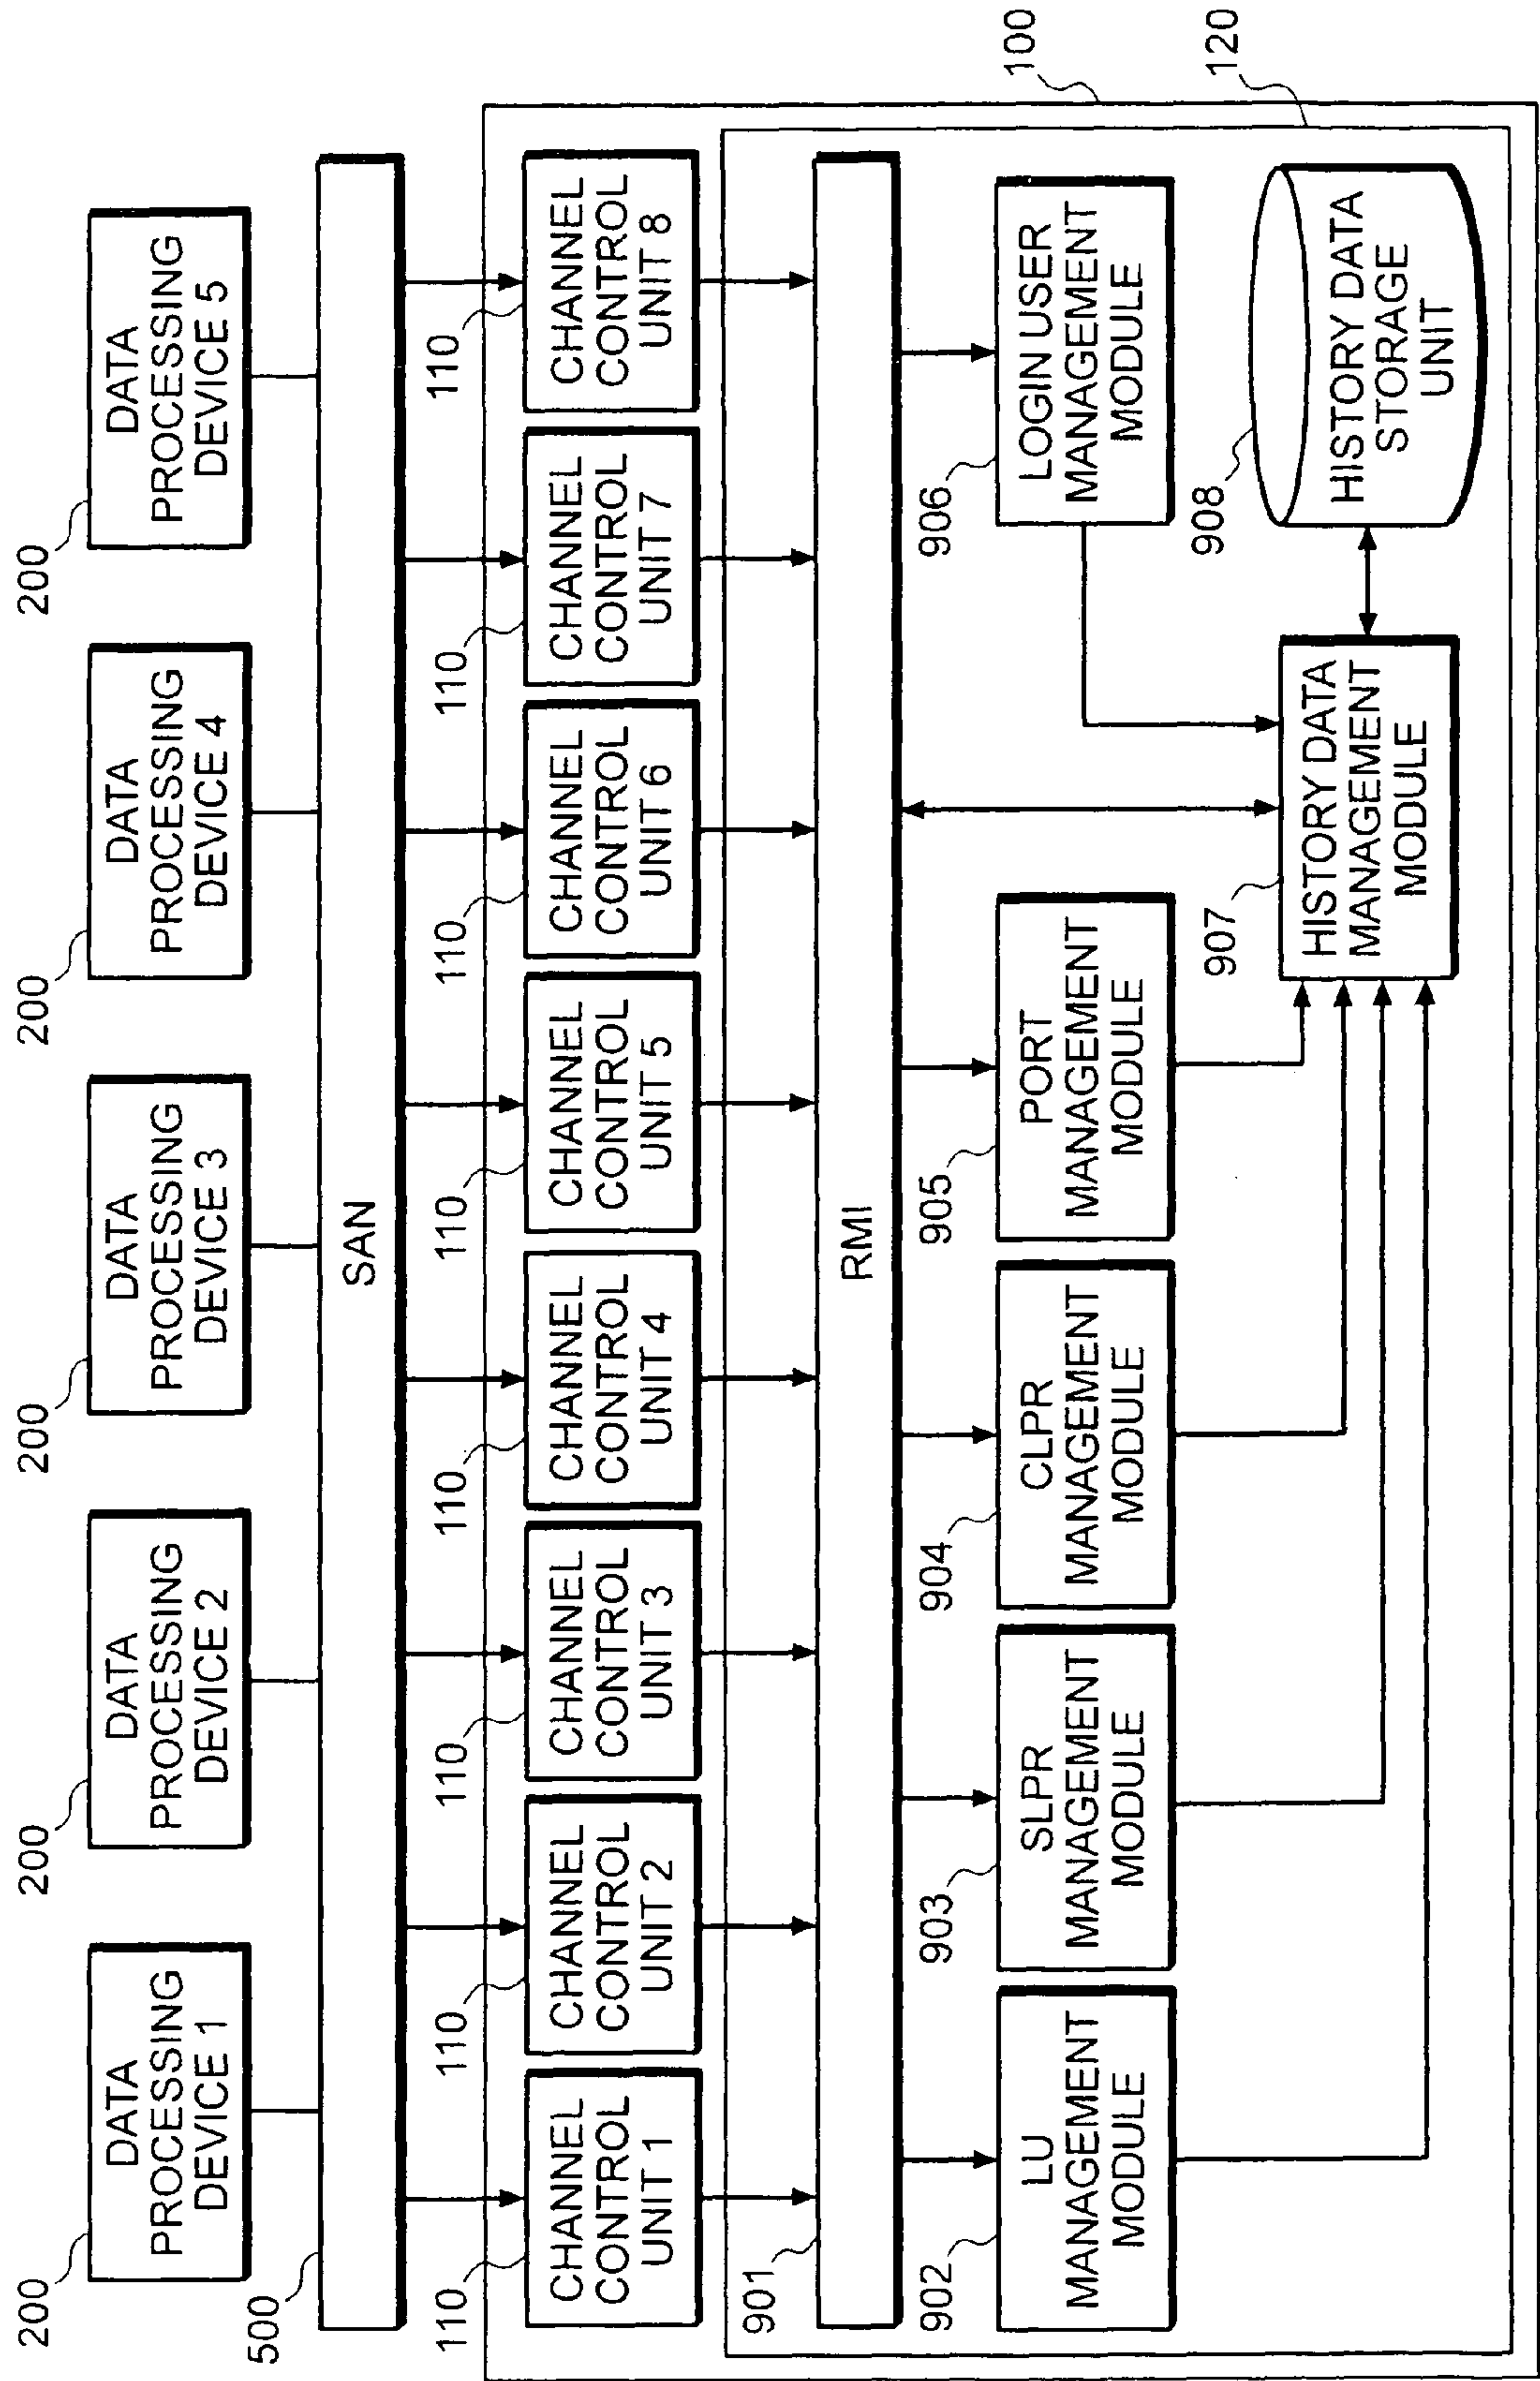 200
DATA
PROCESSING
DEVICE 1
200
DATA
PROCESSING
DEVICE 2
200
DATA
PROCESSING
DEVICE 3
200
DATA
PROCESSING
DEVICE 4
200
DATA
PROCESSING
DEVICE 5
500
SAN
100
110
CHANNEL
CONTROL
UNIT 1
110
CHANNEL
CONTROL
UNIT 2
110
CHANNEL
CONTROL
UNIT 3
110
CHANNEL
CONTROL
UNIT 4
110
CHANNEL
CONTROL
UNIT 5
110
CHANNEL
CONTROL
UNIT 6
110
CHANNEL
CONTROL
UNIT 7
110
CHANNEL
CONTROL
UNIT 8
120
901
RMI
902
LU
MANAGEMENT
MODULE
903
SLPR
MANAGEMENT
MODULE
904
CLPR
MANAGEMENT
MODULE
905
PORT
MANAGEMENT
MODULE
906
LOGIN USER
MANAGEMENT
MODULE
907
HISTORY DATA
MANAGEMENT
MODULE
908
HISTORY DATA
STORAGE
UNIT